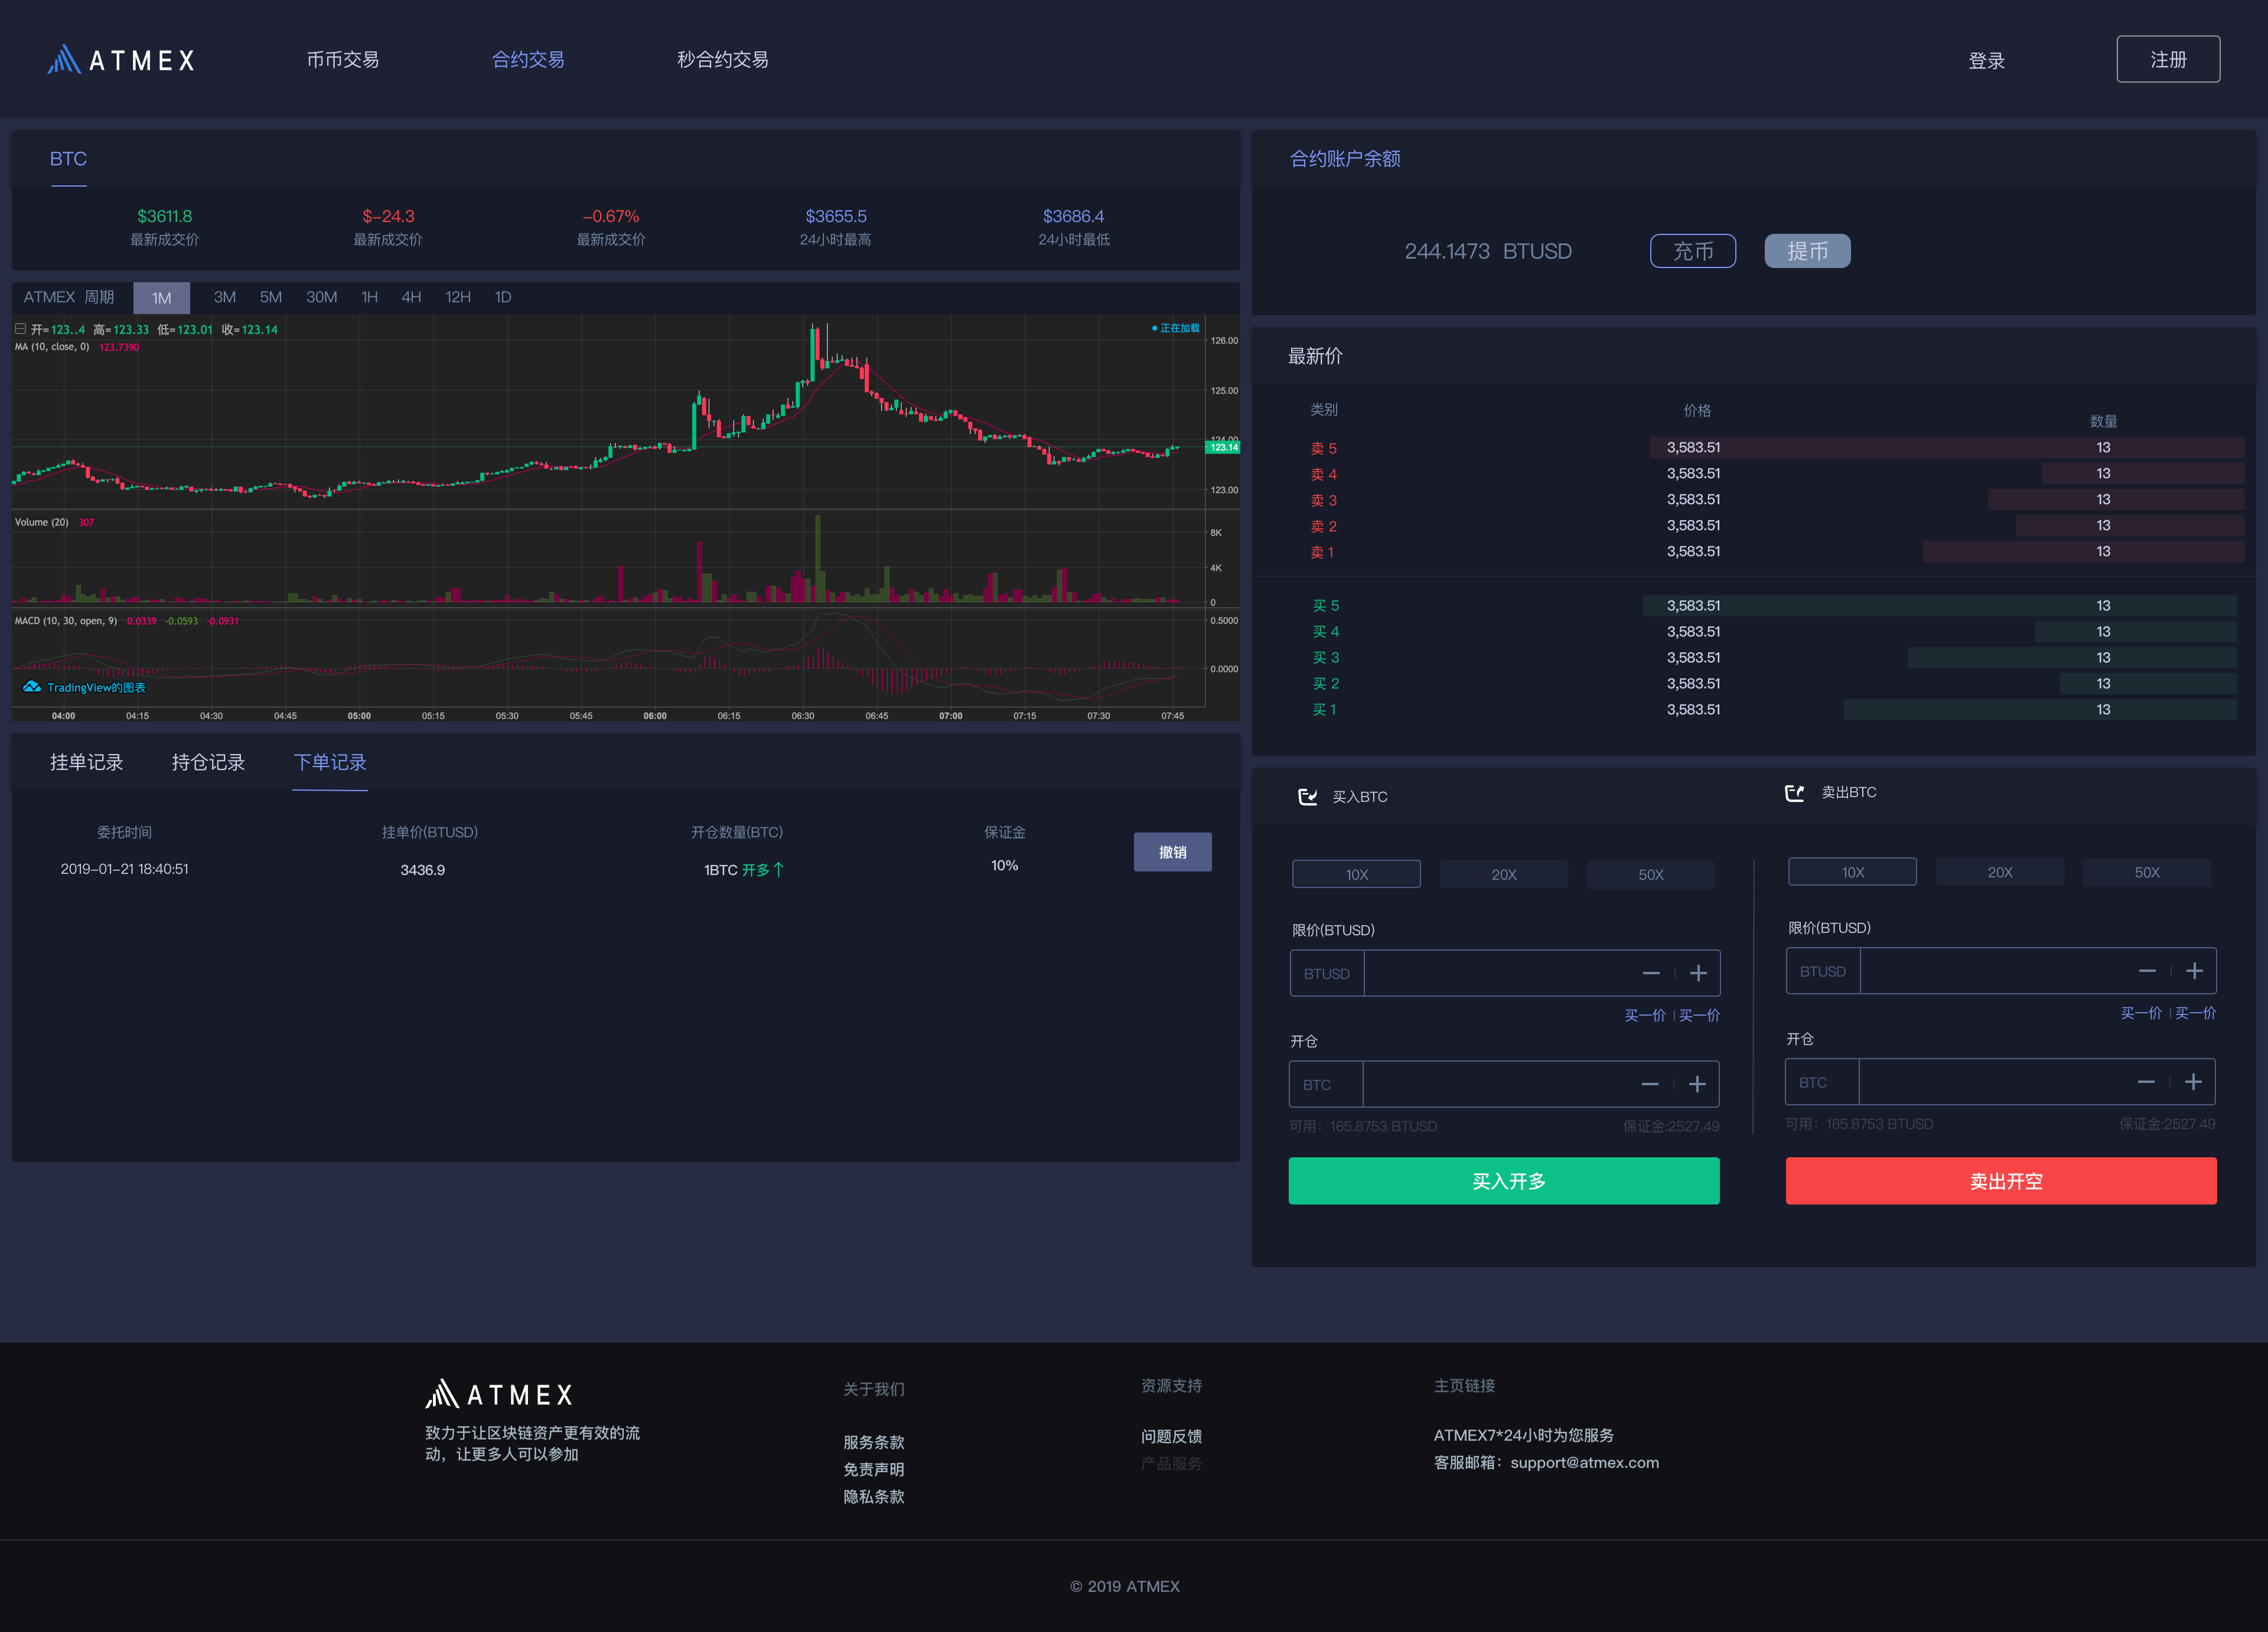 ATMEX
币币交易
合约交易
秒合约交易
登录
注册
BTC
$3611.8
最新成交价
$-24.3
最新成交价
-0.67%
最新成交价
$3655.5
24小时最高
$3686.4
24小时最低
ATMEX 周期 1M 3M 5M 30M 1H 4H 12H 1D
开=123..4 高=123.33 低=123.01 收=123.14
正在加载
MA (10, close, 0) 123.7390
126.00
125.00
124.00
123.14
123.00
Volume (20) 307
8K
4K
0
MACD (10, 30, open, 9) 0.0339 -0.0593 -0.0931
0.5000
0.0000
TradingView的图表
04:00 04:15 04:30 04:45 05:00 05:15 05:30 05:45 06:00 06:15 06:30 06:45 07:00 07:15 07:30 07:45
挂单记录 持仓记录 下单记录
委托时间 挂单价(BTUSD) 开仓数量(BTC) 保证金
2019-01-21 18:40:51 3436.9 1BTC 开多↑ 10%
撤销
合约账户余额
244.1473 BTUSD
充币
提币
最新价
类别 价格 数量
卖 5 3,583.51 13
卖 4 3,583.51 13
卖 3 3,583.51 13
卖 2 3,583.51 13
卖 1 3,583.51 13
买 5 3,583.51 13
买 4 3,583.51 13
买 3 3,583.51 13
买 2 3,583.51 13
买 1 3,583.51 13
买入BTC
10X 20X 50X
限价(BTUSD)
BTUSD — | +
买一价 | 买一价
开仓
BTC — | +
可用：165.8753 BTUSD 保证金:2527.49
买入开多
卖出BTC
10X 20X 50X
限价(BTUSD)
BTUSD — | +
买一价 | 买一价
开仓
BTC — | +
可用：165.8753 BTUSD 保证金:2527.49
卖出开空
ATMEX
致力于让区块链资产更有效的流
动，让更多人可以参加
关于我们
服务条款
免责声明
隐私条款
资源支持
问题反馈
产品服务
主页链接
ATMEX7*24小时为您服务
客服邮箱：support@atmex.com
© 2019 ATMEX